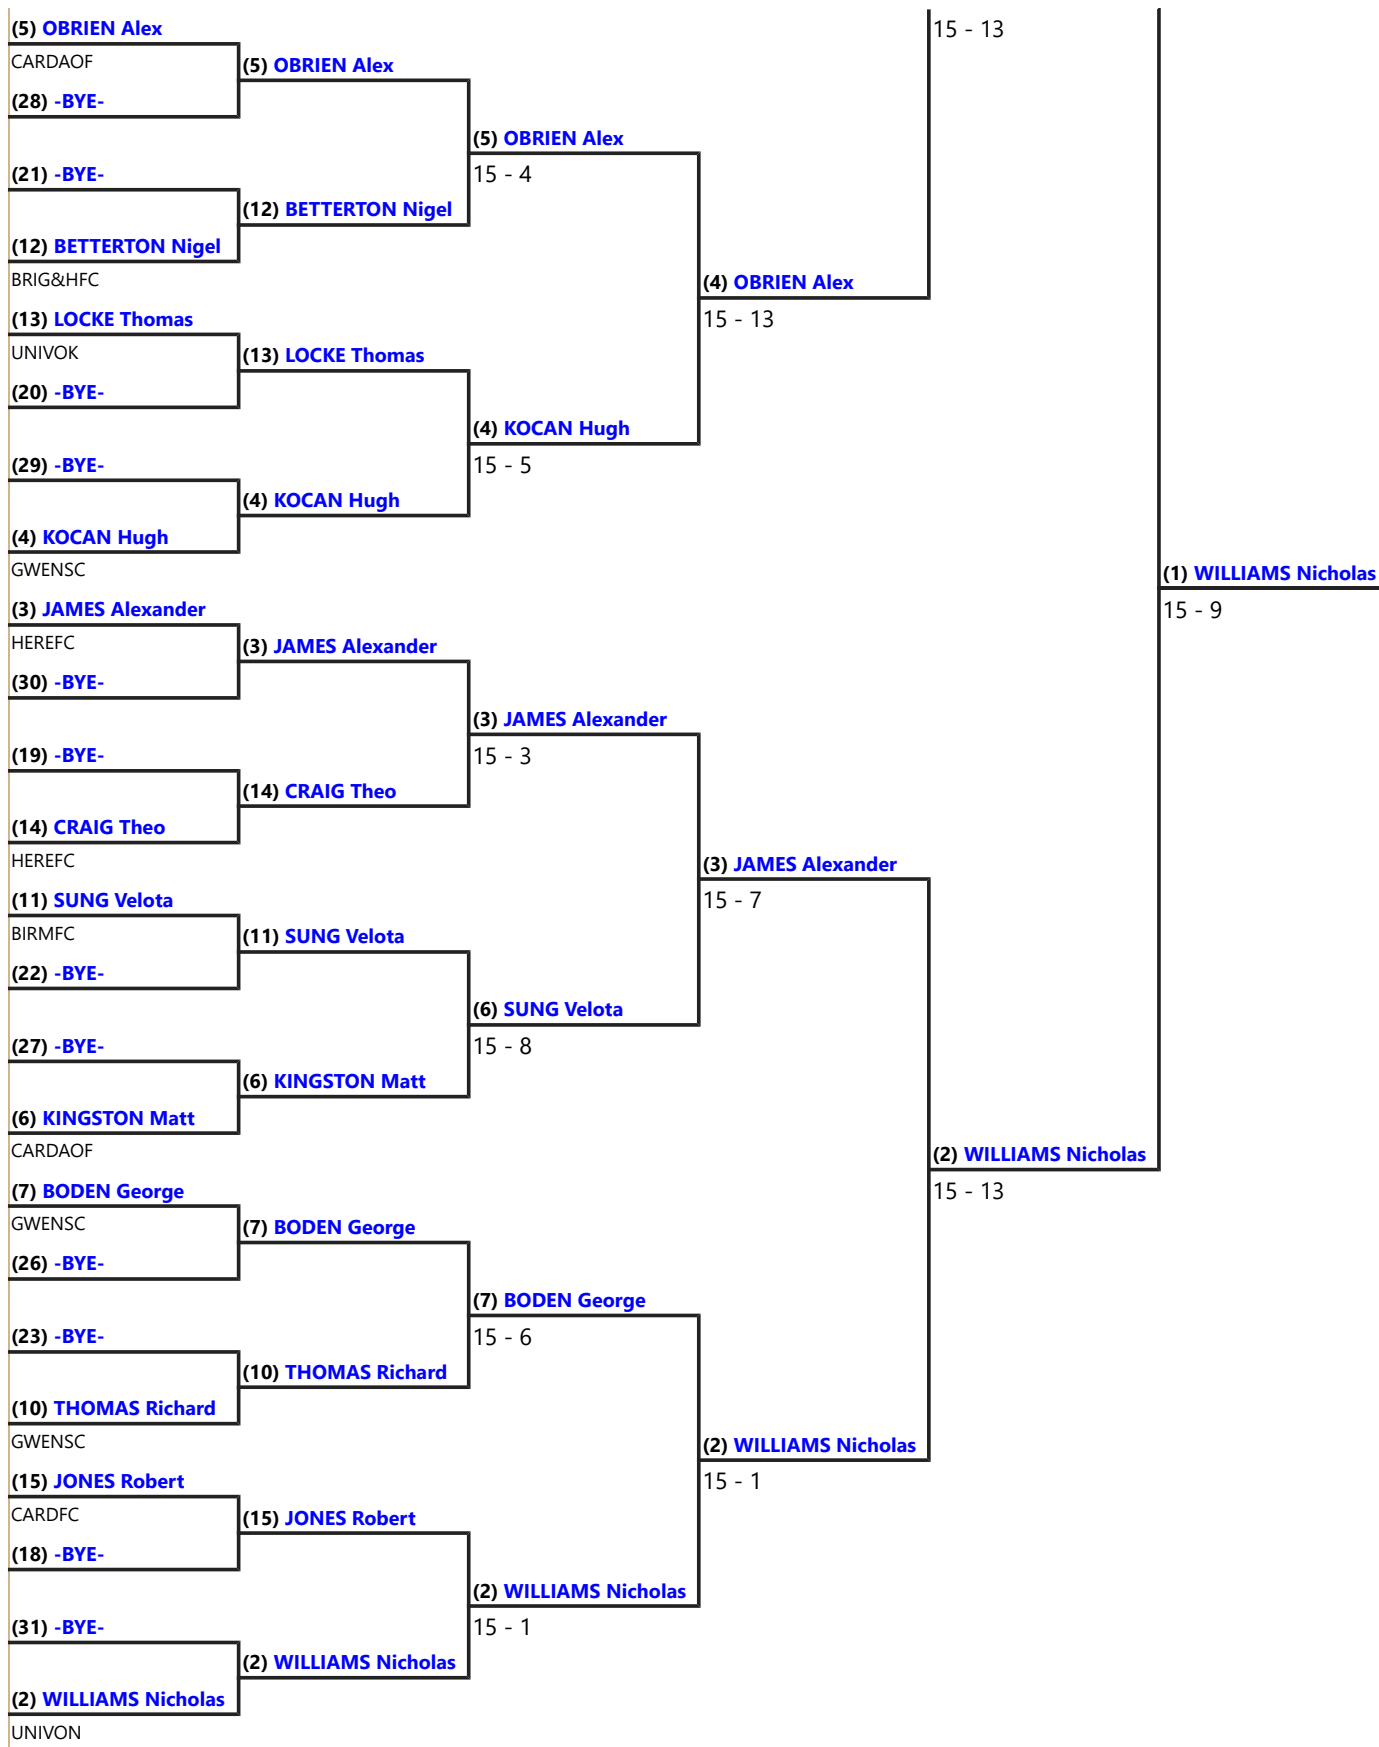 (5) OBRIEN Alex
CARDAOF
(28) -BYE-
(21) -BYE-
(12) BETTERTON Nigel
BRIG&HFC
(13) LOCKE Thomas
UNIVOK
(20) -BYE-
(29) -BYE-
(4) KOCAN Hugh
GWENSC
(3) JAMES Alexander
HEREFC
(30) -BYE-
(19) -BYE-
(14) CRAIG Theo
HEREFC
(11) SUNG Velota
BIRMFC
(22) -BYE-
(27) -BYE-
(6) KINGSTON Matt
CARDAOF
(7) BODEN George
GWENSC
(26) -BYE-
(23) -BYE-
(10) THOMAS Richard
GWENSC
(15) JONES Robert
CARDFC
(18) -BYE-
(31) -BYE-
(2) WILLIAMS Nicholas
UNIVON
(5) OBRIEN Alex
(12) BETTERTON Nigel
(13) LOCKE Thomas
(4) KOCAN Hugh
(3) JAMES Alexander
(14) CRAIG Theo
(11) SUNG Velota
(6) KINGSTON Matt
(7) BODEN George
(10) THOMAS Richard
(15) JONES Robert
(2) WILLIAMS Nicholas
(5) OBRIEN Alex
15 - 4
(4) KOCAN Hugh
15 - 5
(3) JAMES Alexander
15 - 3
(6) SUNG Velota
15 - 8
(7) BODEN George
15 - 6
(2) WILLIAMS Nicholas
15 - 1
(4) OBRIEN Alex
15 - 13
(3) JAMES Alexander
15 - 7
(2) WILLIAMS Nicholas
15 - 1
15 - 13
(2) WILLIAMS Nicholas
15 - 13
(1) WILLIAMS Nicholas
15 - 9